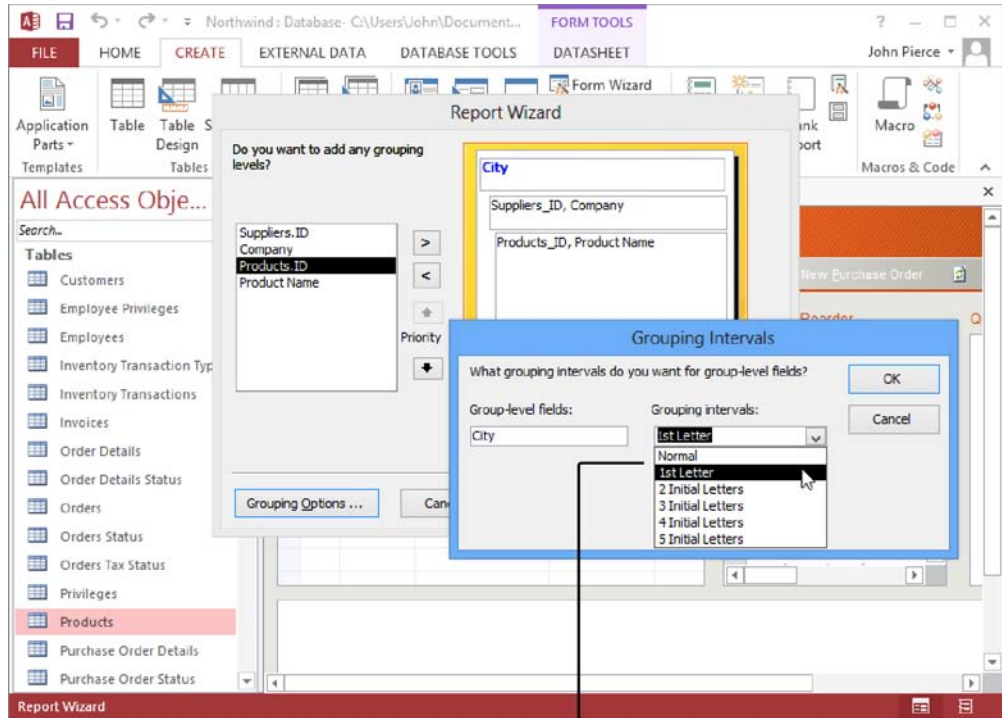 Northwind : Database- C:\Users\John\Document...
FORM TOOLS
?
FILE
HOME
CREATE
EXTERNAL DATA
DATABASE TOOLS
DATASHEET
John Pierce
Application Parts
Table
Table Design
Form Wizard
Macro
Templates
Tables
Macros & Code
Report Wizard
Do you want to add any grouping
levels?
Suppliers.ID
Company
Products.ID
Product Name
>
<
Priority
City
Suppliers_ID, Company
Products_ID, Product Name
Grouping Options ...
All Access Obje...
Search...
Tables
Customers
Employee Privileges
Employees
Inventory Transaction Typ
Inventory Transactions
Invoices
Order Details
Order Details Status
Orders
Orders Status
Orders Tax Status
Privileges
Products
Purchase Order Details
Purchase Order Status
New Purchase Order
Grouping Intervals
What grouping intervals do you want for group-level fields?
OK
Cancel
Group-level fields:
Grouping intervals:
City
1st Letter
Normal
1st Letter
2 Initial Letters
3 Initial Letters
4 Initial Letters
5 Initial Letters
Report Wizard